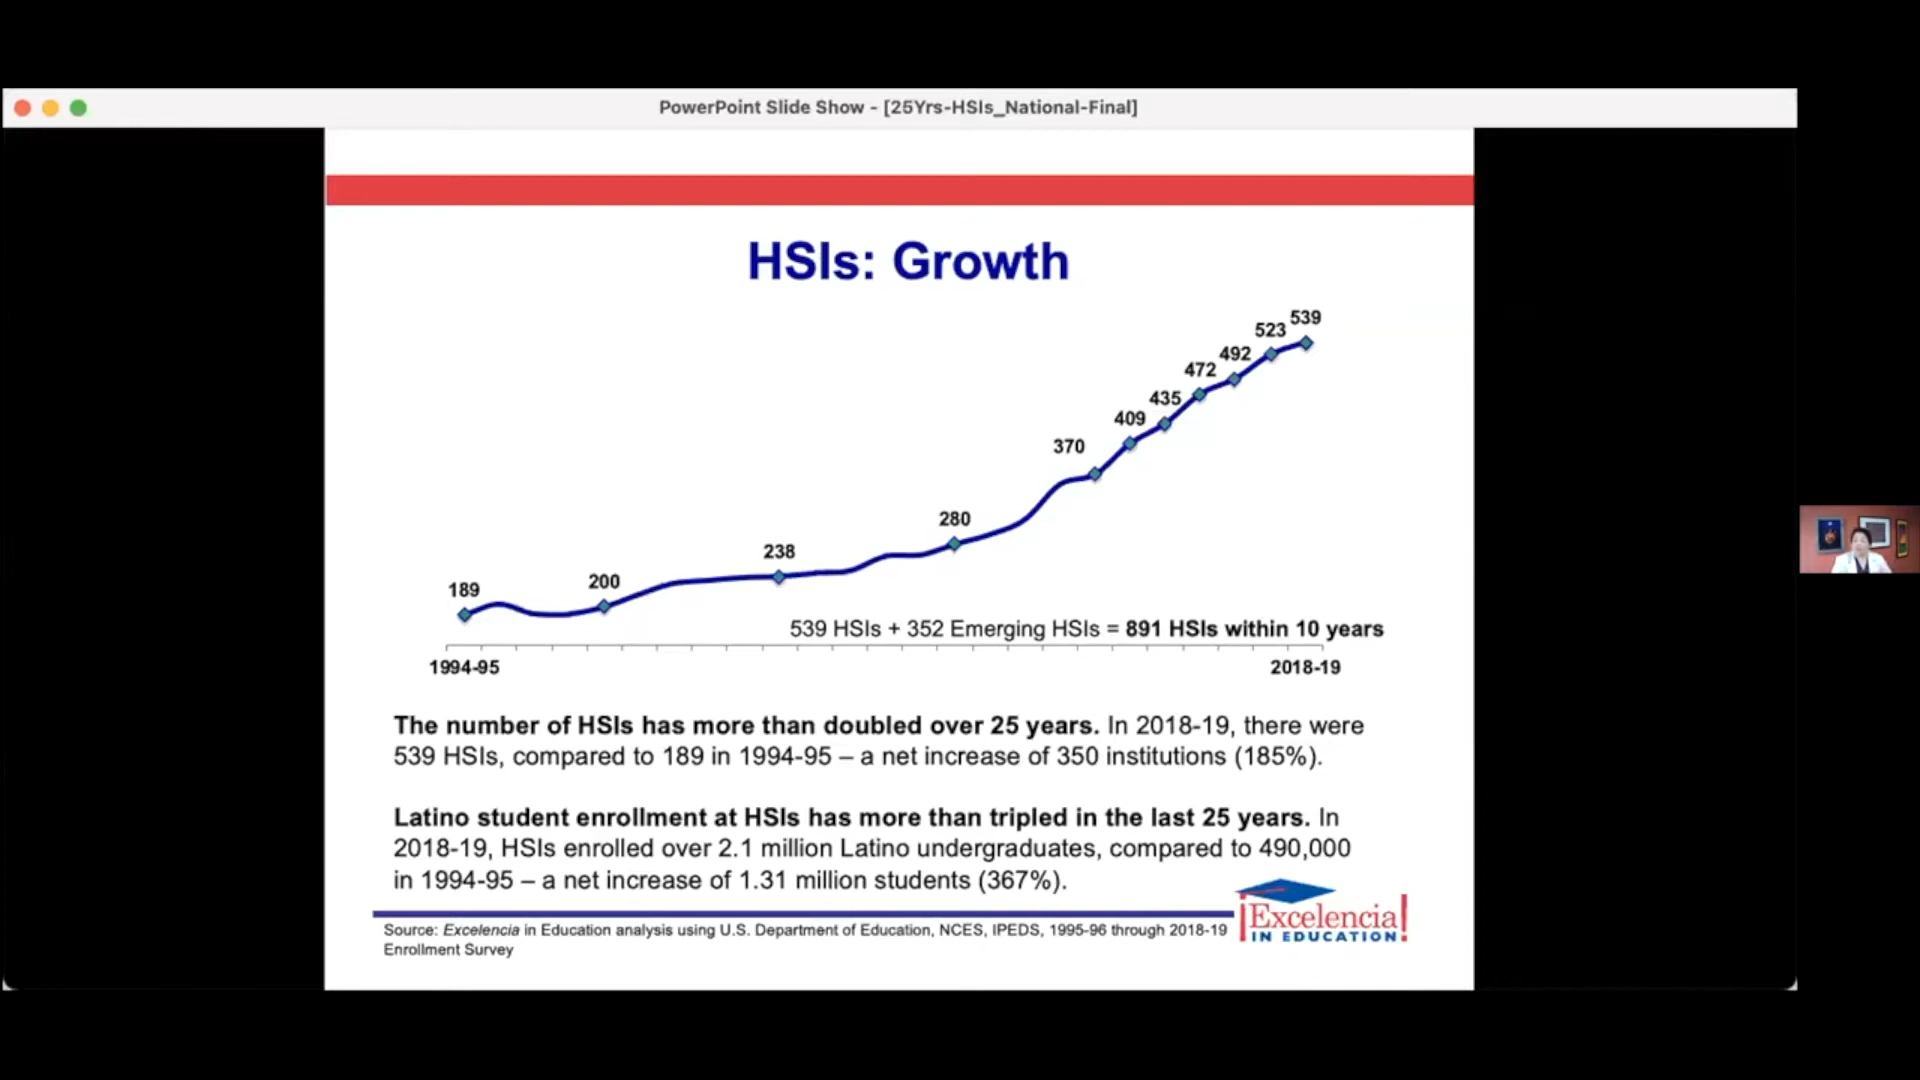 PowerPoint Slide Show - [25Yrs-HSIs_National-Final]
HSIs: Growth
189
200
238
280
370
409
435
472
492
523
539
539 HSIs + 352 Emerging HSIs = 891 HSIs within 10 years
1994-95
2018-19
The number of HSIs has more than doubled over 25 years. In 2018-19, there were
539 HSIs, compared to 189 in 1994-95 – a net increase of 350 institutions (185%).
Latino student enrollment at HSIs has more than tripled in the last 25 years. In
2018-19, HSIs enrolled over 2.1 million Latino undergraduates, compared to 490,000
in 1994-95 – a net increase of 1.31 million students (367%).
Source: Excelencia in Education analysis using U.S. Department of Education, NCES, IPEDS, 1995-96 through 2018-19
Enrollment Survey
¡Excelencia!
IN EDUCATION